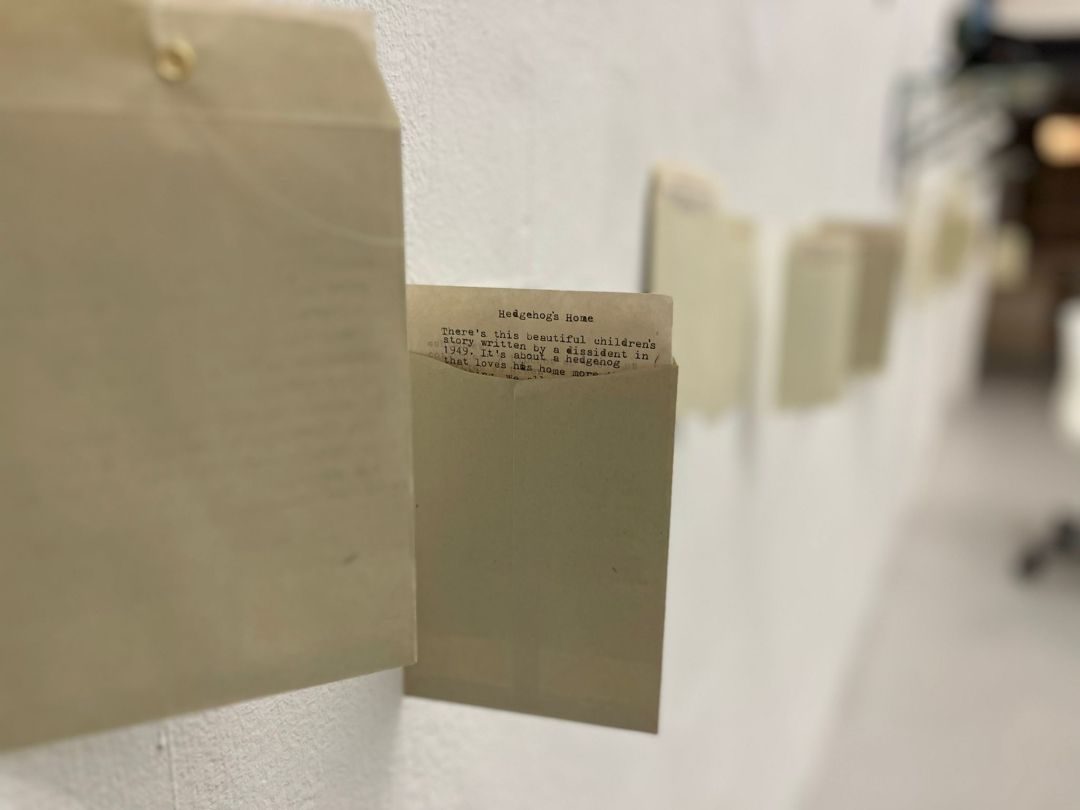 Hedgehog's Home
There's this beautiful children's
story written by a dissident in
1949. It's about a hedgehog
that loves his home more
we